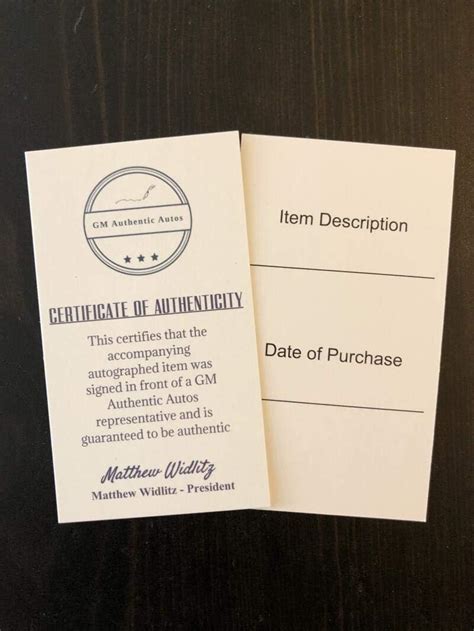 GM Authentic Autos
CERTIFICATE OF AUTHENTICITY
This certifies that the
accompanying
autographed item was
signed in front of a GM
Authentic Autos
representative and is
guaranteed to be authentic
Matthew Widlitz
Matthew Widlitz - President
Item Description
Date of Purchase